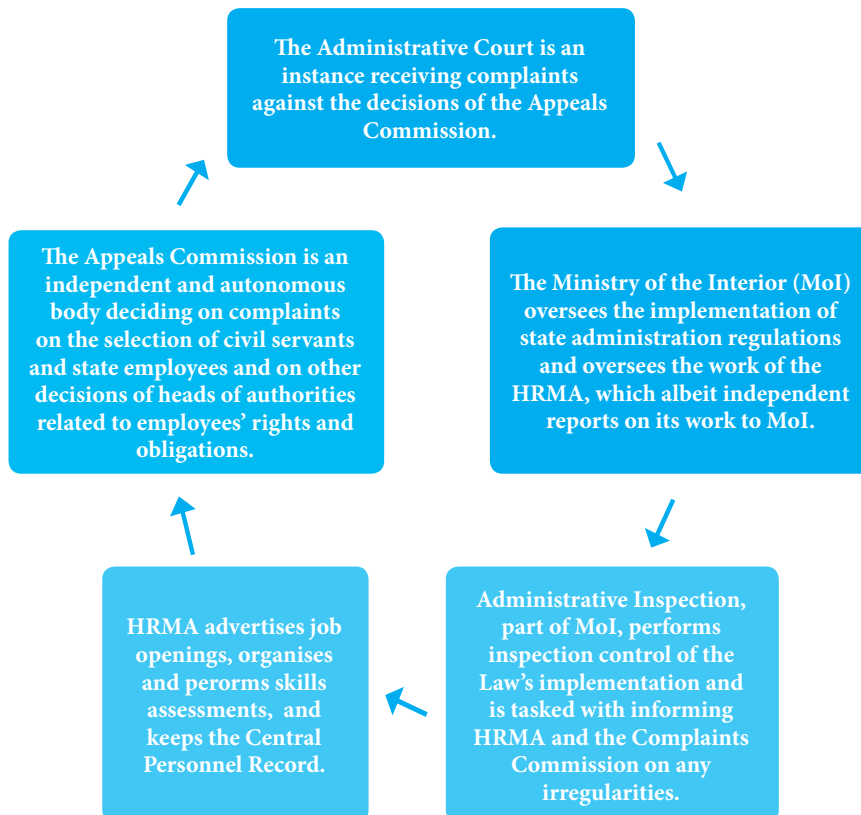 The Administrative Court is an
instance receiving complaints
against the decisions of the Appeals
Commission.
The Ministry of the Interior (MoI)
oversees the implementation of
state administration regulations
and oversees the work of the
HRMA, which albeit independent
reports on its work to MoI.
Administrative Inspection,
part of MoI, performs
inspection control of the
Law's implementation and
is tasked with informing
HRMA and the Complaints
Commission on any
irregularities.
HRMA advertises job
openings, organises
and perorms skills
assessments, and
keeps the Central
Personnel Record.
The Appeals Commission is an
independent and autonomous
body deciding on complaints
on the selection of civil servants
and state employees and on other
decisions of heads of authorities
related to employees' rights and
obligations.